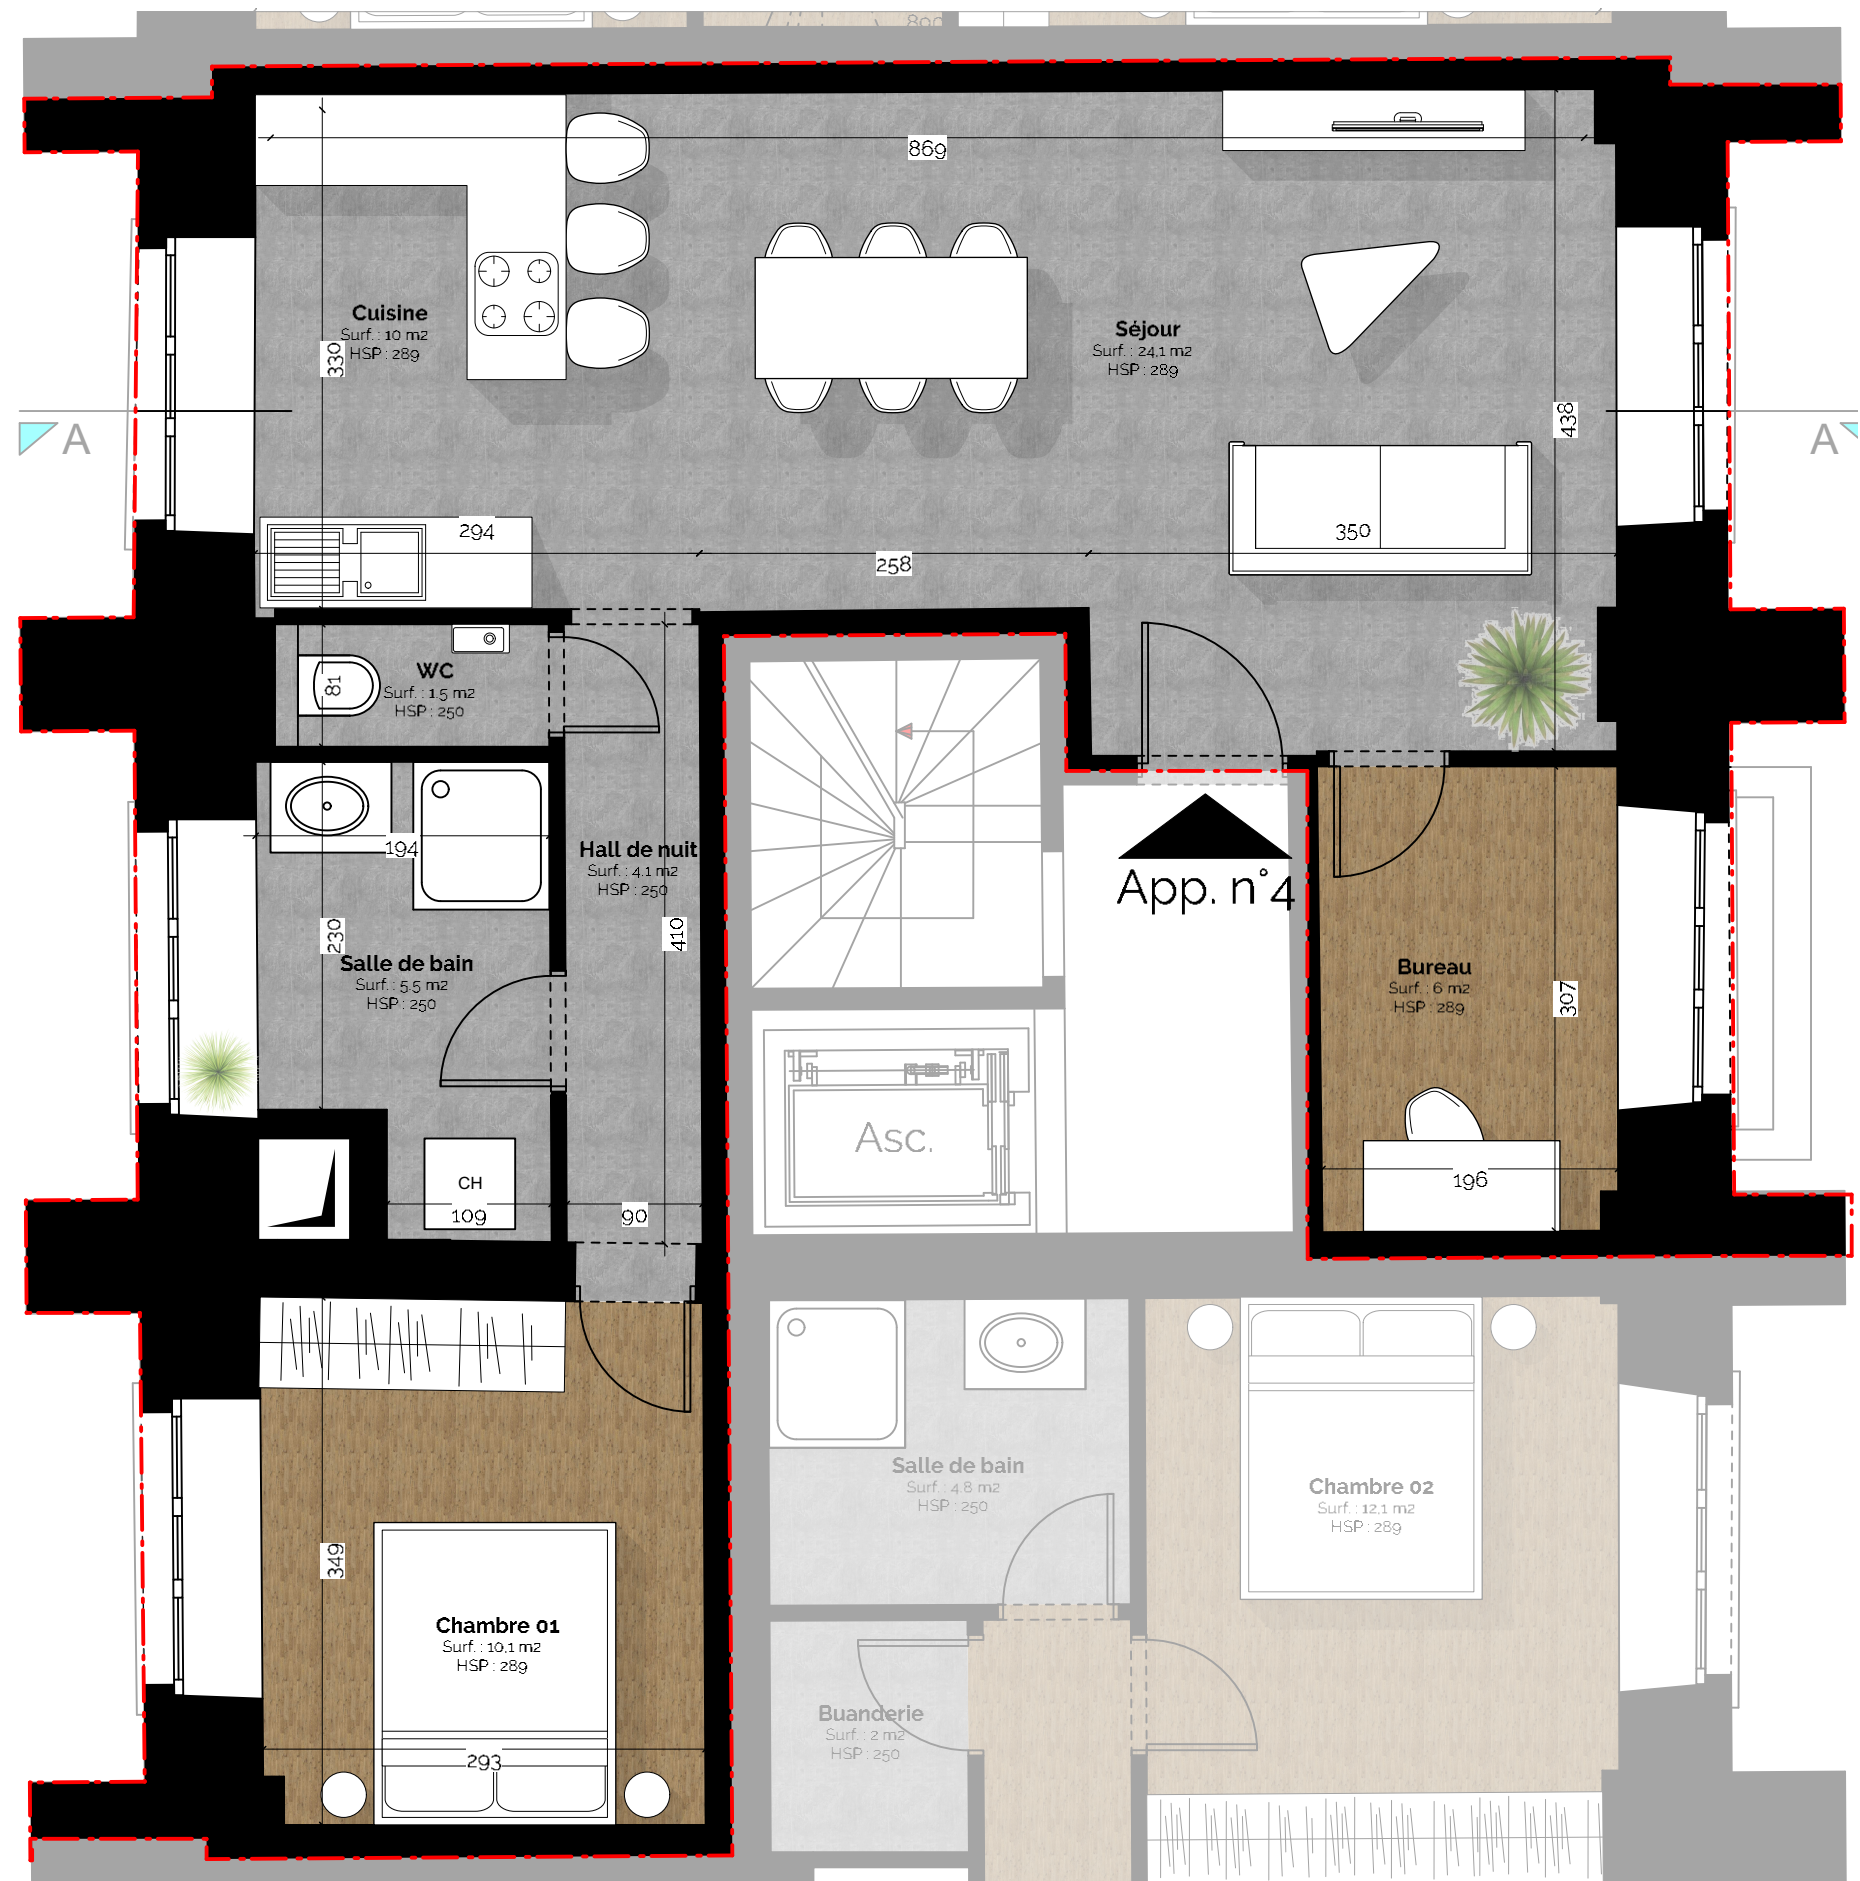 890
869
Cuisine
Surf. : 10 m2
HSP : 289
330
Séjour
Surf. : 24,1 m2
HSP : 289
438
A
A
294
350
258
WC
Surf. : 1.5 m2
HSP : 250
81
194
Hall de nuit
Surf. : 4.1 m2
HSP : 250
App. n°4
410
230
Salle de bain
Surf. : 5.5 m2
HSP : 250
Bureau
Surf. : 6 m2
HSP : 289
307
Asc.
CH
109
90
196
Salle de bain
Surf. : 4.8 m2
HSP : 250
Chambre 02
Surf. : 12,1 m2
HSP : 289
349
Chambre 01
Surf. : 10,1 m2
HSP : 289
293
Buanderie
Surf. : 2 m2
HSP : 250